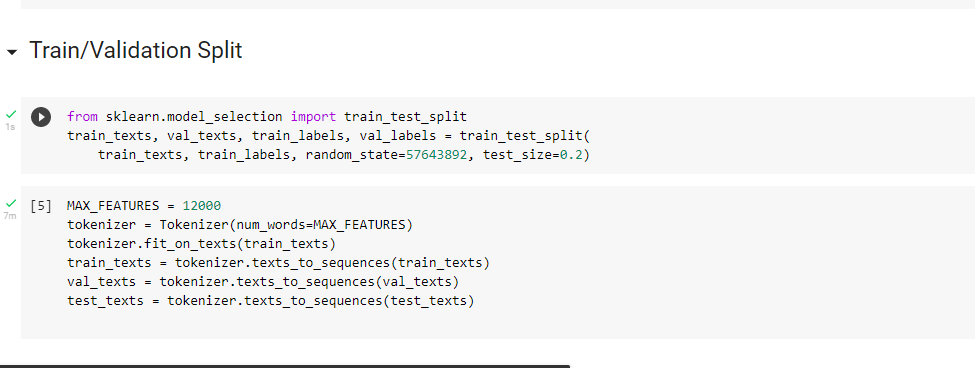 Train/Validation Split
1s
from sklearn.model_selection import train_test_split
train_texts, val_texts, train_labels, val_labels = train_test_split(
    train_texts, train_labels, random_state=57643892, test_size=0.2)
7m
[5]
MAX_FEATURES = 12000
tokenizer = Tokenizer(num_words=MAX_FEATURES)
tokenizer.fit_on_texts(train_texts)
train_texts = tokenizer.texts_to_sequences(train_texts)
val_texts = tokenizer.texts_to_sequences(val_texts)
test_texts = tokenizer.texts_to_sequences(test_texts)